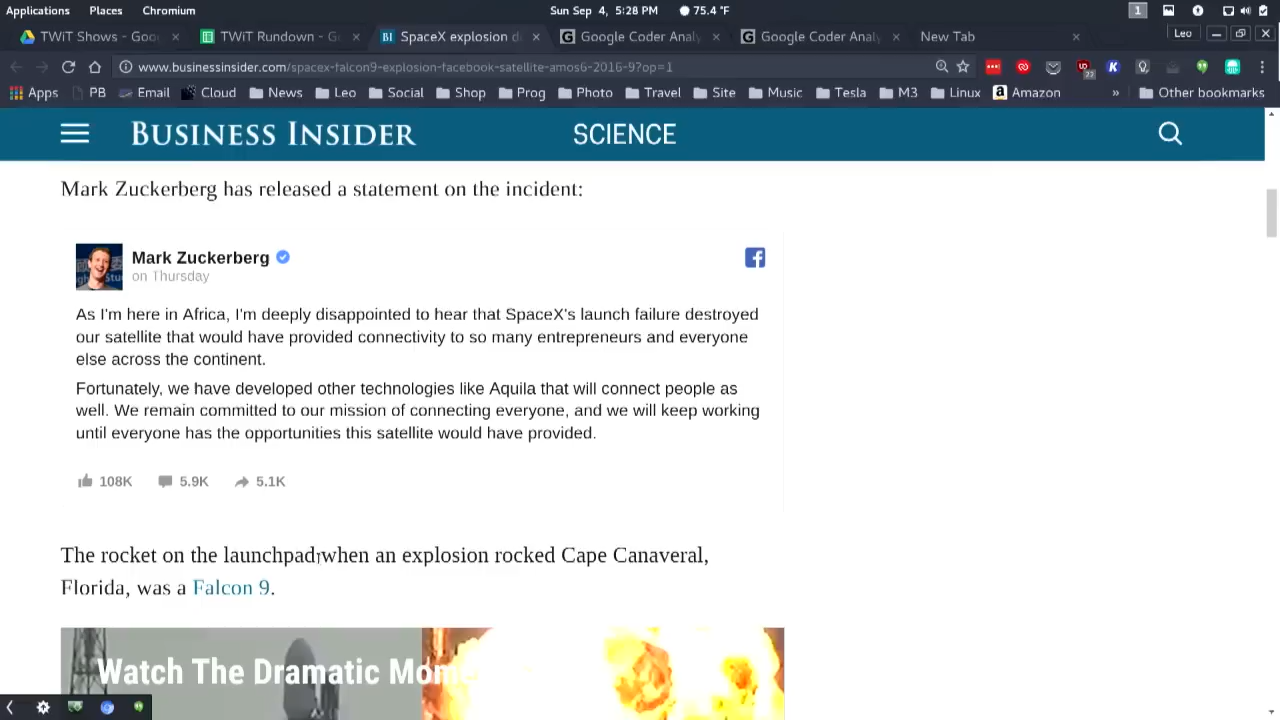 Applications Places Chromium Sun Sep 4, 5:28 PM 75.4 °F 1
TWiT Shows - Goo TWiT Rundown - G SpaceX explosion d Google Coder Analy Google Coder Analy New Tab Leo
www.businessinsider.com/spacex-falcon9-explosion-facebook-satellite-amos6-2016-9?op=1
Apps PB Email Cloud News Leo Social Shop Prog Photo Travel Site Music Tesla M3 Linux Amazon » Other bookmarks
BUSINESS INSIDER SCIENCE
Mark Zuckerberg has released a statement on the incident:
Mark Zuckerberg
on Thursday
As I'm here in Africa, I'm deeply disappointed to hear that SpaceX's launch failure destroyed
our satellite that would have provided connectivity to so many entrepreneurs and everyone
else across the continent.
Fortunately, we have developed other technologies like Aquila that will connect people as
well. We remain committed to our mission of connecting everyone, and we will keep working
until everyone has the opportunities this satellite would have provided.
108K 5.9K 5.1K
The rocket on the launchpad when an explosion rocked Cape Canaveral,
Florida, was a Falcon 9.
Watch The Dramatic Mome